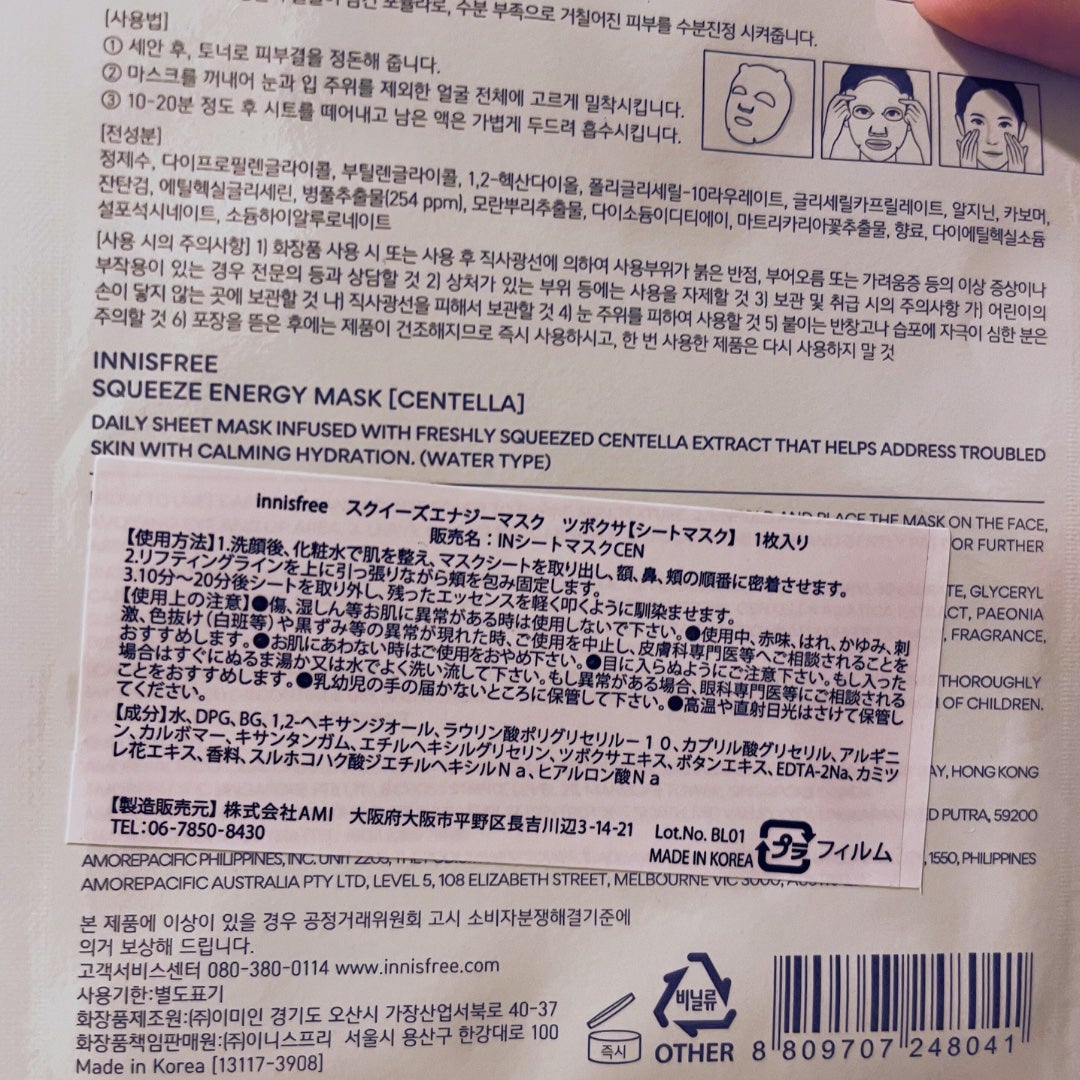 수분 부족으로 거칠어진 피부를 수분진정 시켜줍니다.
[사용법]
① 세안 후, 토너로 피부결을 정돈해 줍니다.
② 마스크를 꺼내어 눈과 입 주위를 제외한 얼굴 전체에 고르게 밀착시킵니다.
③ 10-20분 정도 후 시트를 떼어내고 남은 액은 가볍게 두드려 흡수시킵니다.
[전성분]
정제수, 다이프로필렌글라이콜, 부틸렌글라이콜, 1,2-헥산다이올, 폴리글리세릴-10라우레이트, 글리세릴카프릴레이트, 알지닌, 카보머,
잔탄검, 에틸헥실글리세린, 병풀추출물(254 ppm), 모란뿌리추출물, 다이소듐이디티에이, 마트리카리아꽃추출물, 향료, 다이에틸헥실소듐
설포석시네이트, 소듐하이알루로네이트
[사용 시의 주의사항] 1) 화장품 사용 시 또는 사용 후 직사광선에 의하여 사용부위가 붉은 반점, 부어오름 또는 가려움증 등의 이상 증상이나
부작용이 있는 경우 전문의 등과 상담할 것 2) 상처가 있는 부위 등에는 사용을 자제할 것 3) 보관 및 취급 시의 주의사항 가) 어린이의
손이 닿지 않는 곳에 보관할 것 나) 직사광선을 피해서 보관할 것 4) 눈 주위를 피하여 사용할 것 5) 붙이는 반창고나 습포에 자극이 심한 분은
주의할 것 6) 포장을 뜯은 후에는 제품이 건조해지므로 즉시 사용하시고, 한 번 사용한 제품은 다시 사용하지 말 것
INNISFREE
SQUEEZE ENERGY MASK [CENTELLA]
DAILY SHEET MASK INFUSED WITH FRESHLY SQUEEZED CENTELLA EXTRACT THAT HELPS ADDRESS TROUBLED
SKIN WITH CALMING HYDRATION. (WATER TYPE)
AND PLACE THE MASK ON THE FACE,
FOR FURTHER
GLYCERYL
PAEONIA
FRAGRANCE,
THOROUGHLY
OF CHILDREN.
HONG KONG
PUTRA, 59200
1550, PHILIPPINES
innisfree スクイーズエナジーマスク ツボクサ【シートマスク】 1枚入り
販売名：INシートマスクCEN
【使用方法】1.洗顔後、化粧水で肌を整え、マスクシートを取り出し、額、鼻、頬の順番に密着させます。
2.リフティングラインを上に引っ張りながら頬を包み固定します。
3.10分～20分後シートを取り外し、残ったエッセンスを軽く叩くように馴染ませます。
【使用上の注意】●傷、湿しん等お肌に異常がある時は使用しないで下さい。●使用中、赤味、はれ、かゆみ、刺
激、色抜け（白班等）や黒ずみ等の異常が現れた時、ご使用を中止し、皮膚科専門医等へご相談されることを
おすすめします。●お肌にあわない時はご使用をおやめ下さい。●目に入らぬようにご注意下さい。もし入った
場合はすぐにぬるま湯か又は水でよく洗い流して下さい。もし異常がある場合、眼科専門医等にご相談される
ことをおすすめします。●乳幼児の手の届かないところに保管して下さい。●高温や直射日光はさけて保管し
てください。
【成分】水、DPG、BG、1,2-ヘキサンジオール、ラウリン酸ポリグリセリルー１０、カプリル酸グリセリル、アルギニ
ン、カルボマー、キサンタンガム、エチルヘキシルグリセリン、ツボクサエキス、ボタンエキス、EDTA-2Na、カミツ
レ花エキス、香料、スルホコハク酸ジエチルヘキシルＮａ、ヒアルロン酸Ｎａ
【製造販売元】株式会社AMI 大阪府大阪市平野区長吉川辺3-14-21 Lot.No. BL01
TEL：06-7850-8430 MADE IN KOREA プラ フィルム
AMOREPACIFIC PHILIPPINES, INC. UNIT
AMOREPACIFIC AUSTRALIA PTY LTD, LEVEL 5, 108 ELIZABETH STREET, MELBOURNE VIC 3000,
본 제품에 이상이 있을 경우 공정거래위원회 고시 소비자분쟁해결기준에
의거 보상해 드립니다.
고객서비스센터 080-380-0114 www.innisfree.com
사용기한:별도표기
화장품제조원:(주)이미인 경기도 오산시 가장산업서북로 40-37
화장품책임판매원:(주)이니스프리 서울시 용산구 한강대로 100
Made in Korea [13117-3908]
즉시
비닐류
OTHER
8 809707 248041